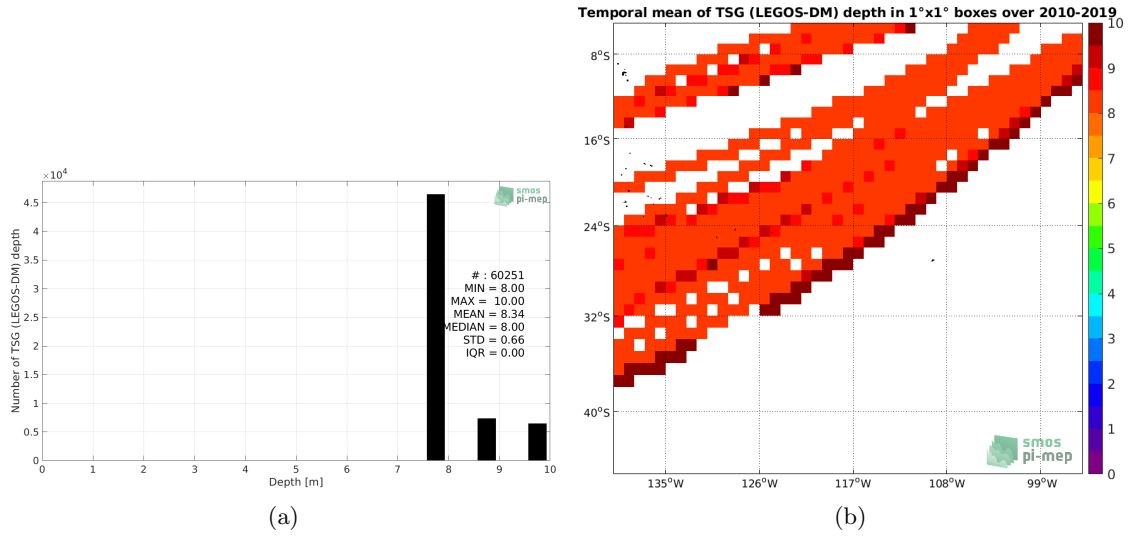 Temporal mean of TSG (LEGOS-DM) depth in 1°x1° boxes over 2010-2019
×10⁴
4.5
4
3.5
3
2.5
2
1.5
1
0.5
0
Number of TSG (LEGOS-DM) depth
smos
pi-mep
# : 60251
MIN = 8.00
MAX = 10.00
MEAN = 8.34
MEDIAN = 8.00
STD = 0.66
IQR = 0.00
0 1 2 3 4 5 6 7 8 9 10
Depth [m]
(a)
8°S
16°S
24°S
32°S
40°S
135°W 126°W 117°W 108°W 99°W
smos
pi-mep
10
9
8
7
6
5
4
3
2
1
0
(b)